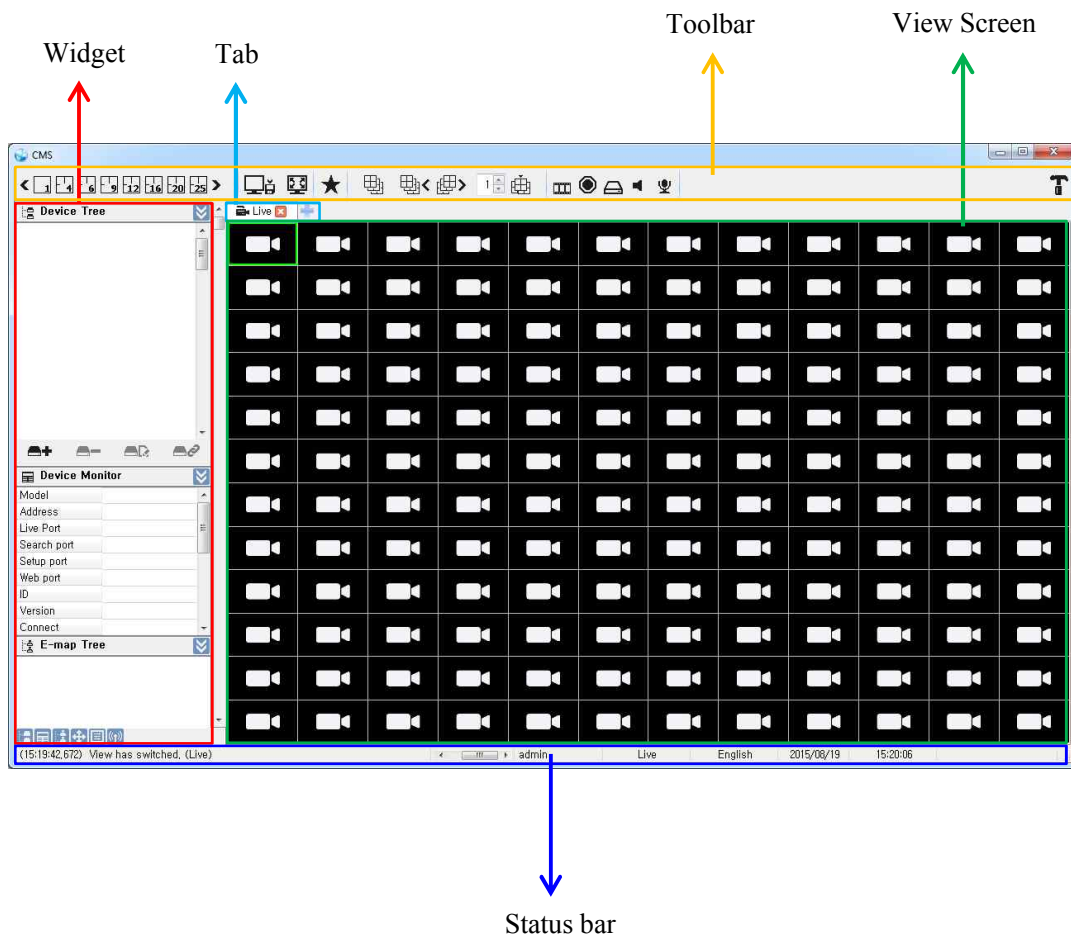 Toolbar
View Screen
Widget
Tab
CMS
1 4 6 9 12 16 20 25
1
Device Tree
Live
Device Monitor
Model
Address
Live Port
Search port
Setup port
Web port
ID
Version
Connect
E-map Tree
(15:19:42,672) View has switched, (Live)
admin
Live
English
2015/08/19
15:20:06
Status bar